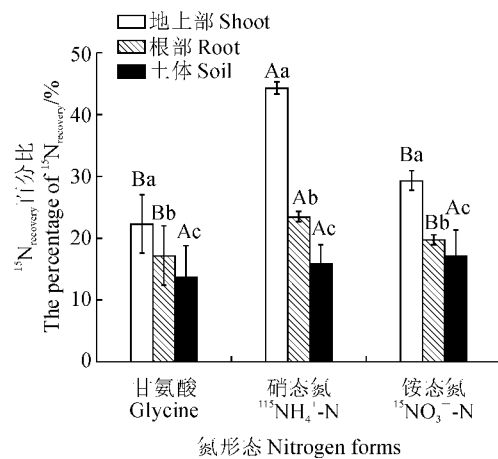 地上部 Shoot
根部 Root
土体 Soil
¹⁵Nrecovery百分比
The percentage of ¹⁵Nrecovery/%
50
40
30
20
10
0
Ba
Bb
Ac
Aa
Ab
Ac
Ba
Bb
Ac
甘氨酸
Glycine
硝态氮
¹¹⁵NH₄⁺-N
铵态氮
¹⁵NO₃⁻-N
氮形态 Nitrogen forms